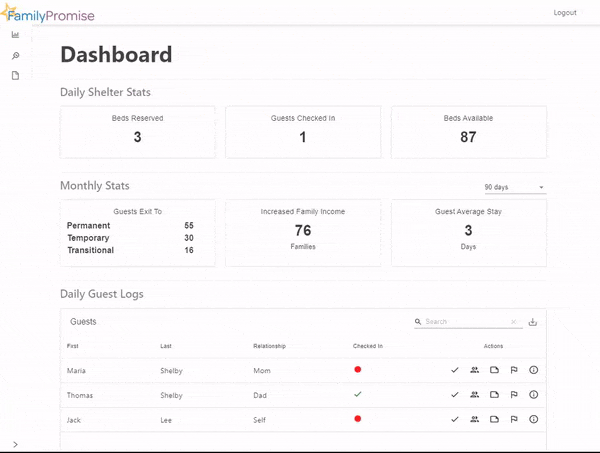 FamilyPromise
Logout
Dashboard
Daily Shelter Stats
Beds Reserved
3
Guests Checked In
1
Beds Available
87
Monthly Stats
90 days
Guests Exit To
Permanent 55
Temporary 30
Transitional 16
Increased Family Income
76
Families
Guest Average Stay
3
Days
Daily Guest Logs
Guests
Search
First Last Relationship Checked In Actions
Maria Shelby Mom
Thomas Shelby Dad
Jack Lee Self